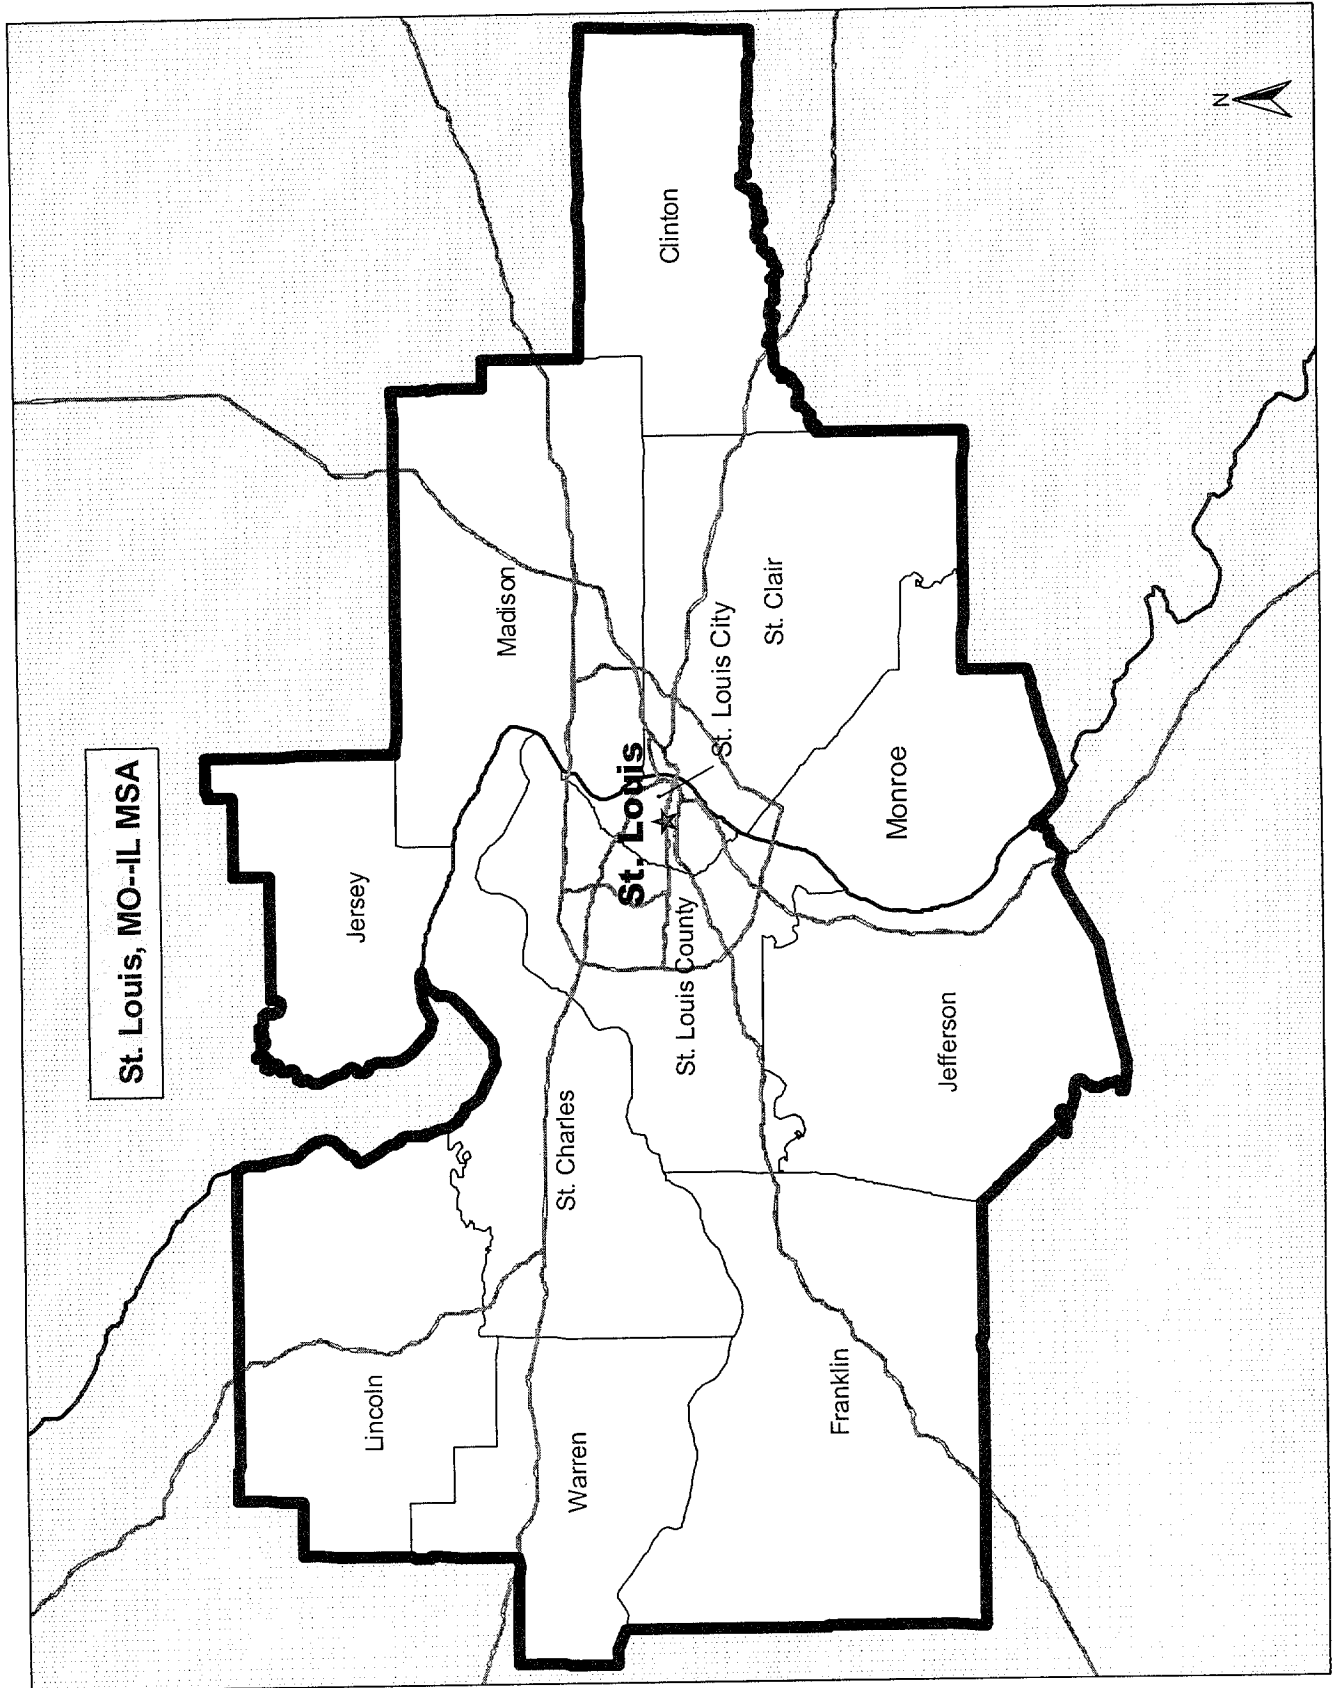 St. Louis, MO--IL MSA
N
Jersey
Lincoln
Madison
Warren
St. Charles
Clinton
St. Louis
St. Louis County
St. Louis City
St. Clair
Franklin
Monroe
Jefferson